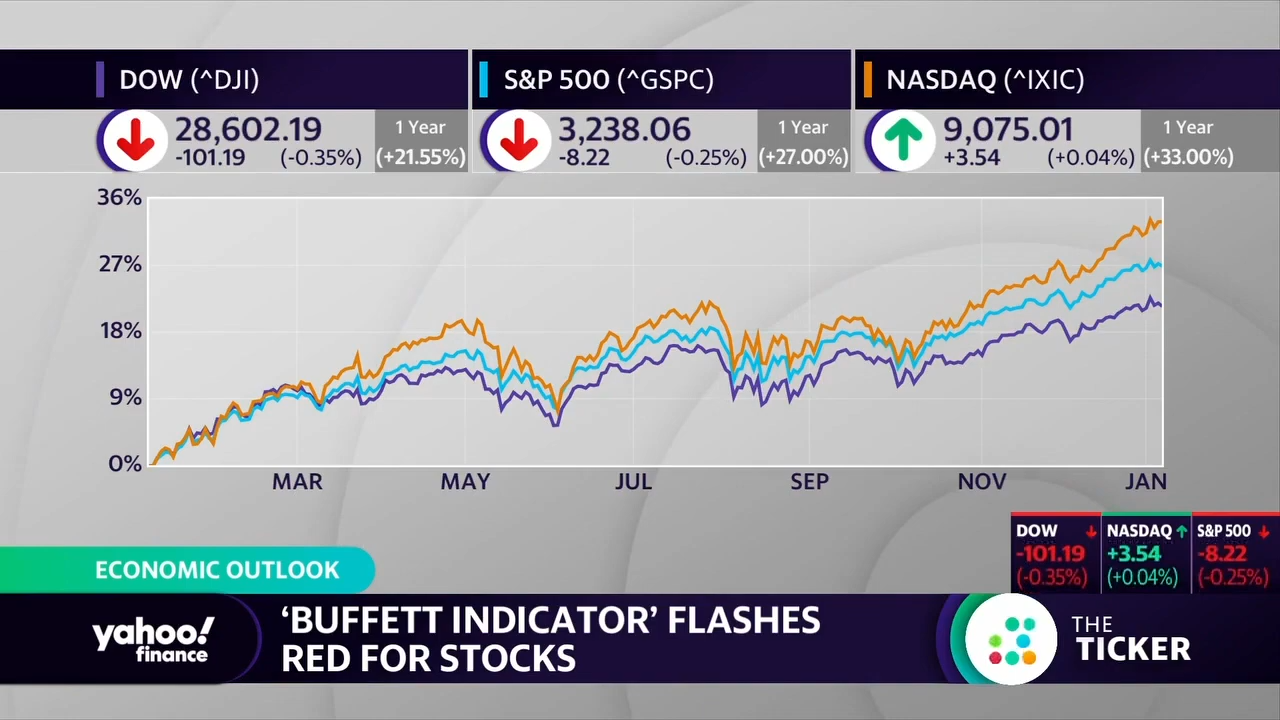 DOW (^DJI)
28,602.19
-101.19 (-0.35%)
1 Year
(+21.55%)
S&P 500 (^GSPC)
3,238.06
-8.22 (-0.25%)
1 Year
(+27.00%)
NASDAQ (^IXIC)
9,075.01
+3.54 (+0.04%)
1 Year
(+33.00%)
36%
27%
18%
9%
0%
MAR MAY JUL SEP NOV JAN
DOW
-101.19
(-0.35%)
NASDAQ
+3.54
(+0.04%)
S&P 500
-8.22
(-0.25%)
ECONOMIC OUTLOOK
yahoo!
finance
‘BUFFETT INDICATOR’ FLASHES
RED FOR STOCKS
THE
TICKER